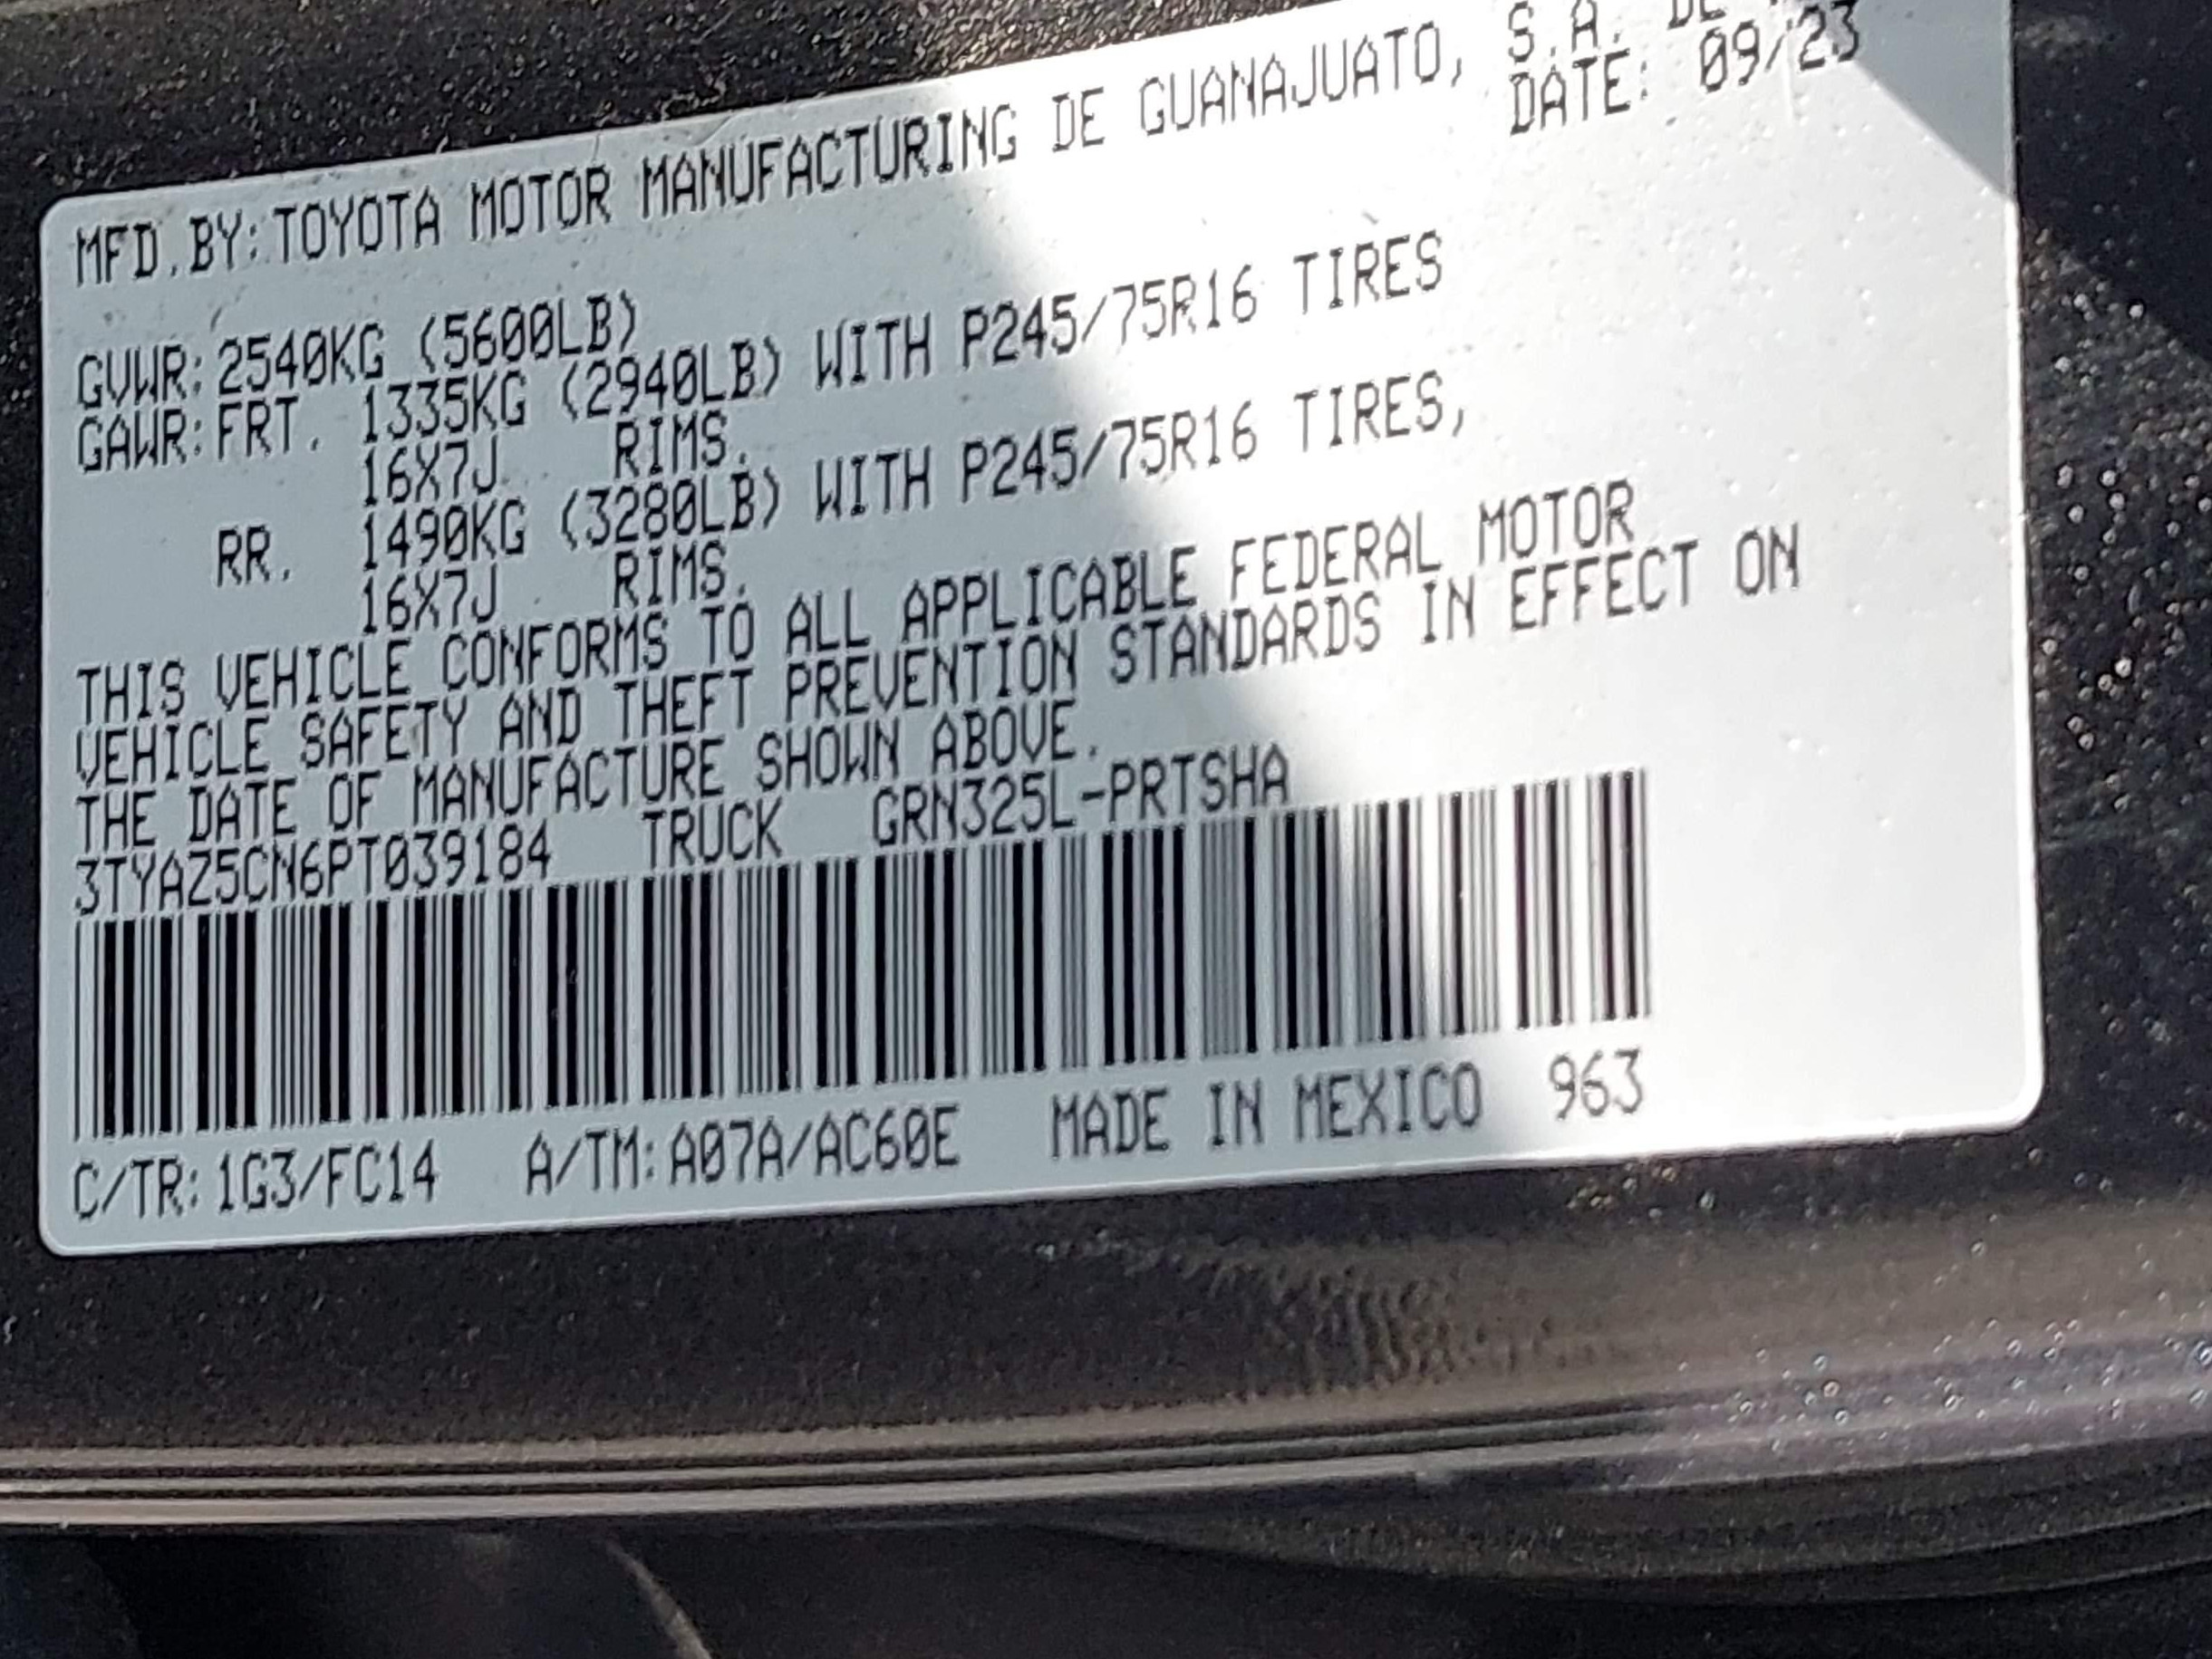 MFD.BY:TOYOTA MOTOR MANUFACTURING DE GUANAJUATO, S.A. DE
DATE: 09/23
GVWR:2540KG (5600LB)
GAWR:FRT. 1335KG (2940LB) WITH P245/75R16 TIRES
16X7J RIMS.
RR. 1490KG (3280LB) WITH P245/75R16 TIRES,
16X7J RIMS.
THIS VEHICLE CONFORMS TO ALL APPLICABLE FEDERAL MOTOR
VEHICLE SAFETY AND THEFT PREVENTION STANDARDS IN EFFECT ON
THE DATE OF MANUFACTURE SHOWN ABOVE.
3TYAZ5CN6PT039184 TRUCK GRN325L-PRTSHA
C/TR:1G3/FC14 A/TM:A07A/AC60E MADE IN MEXICO 963